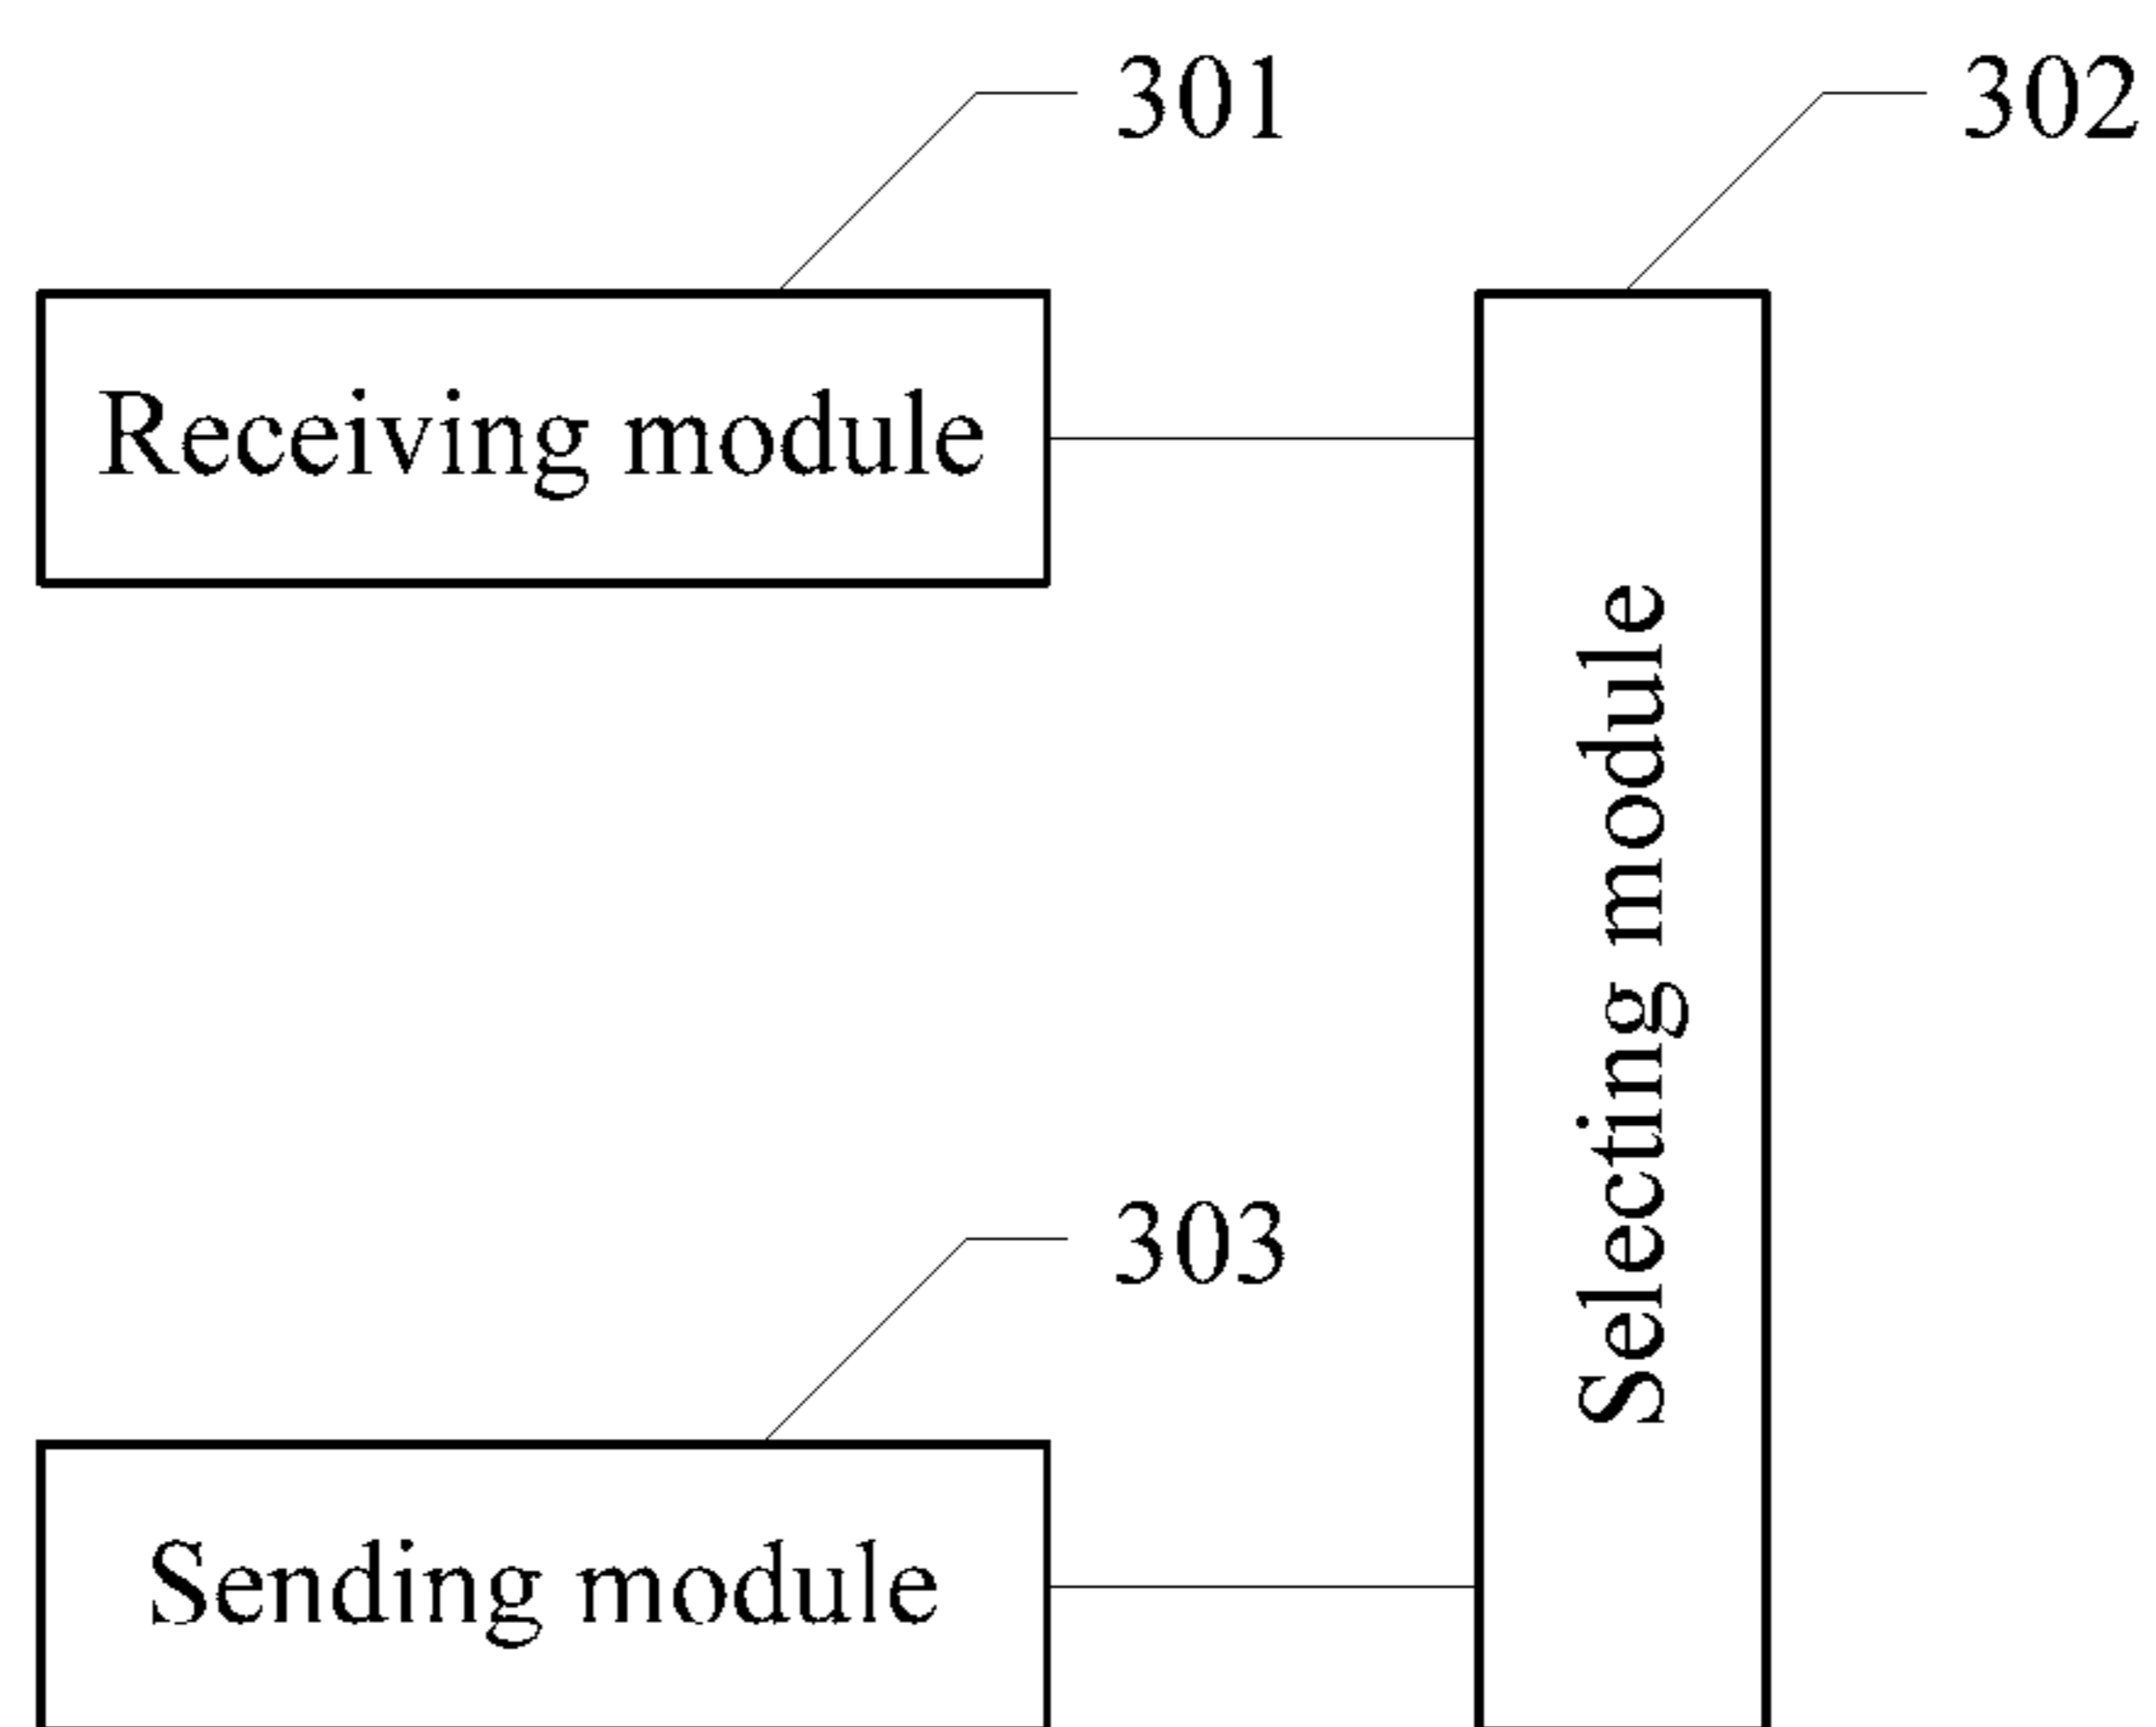 301
302
Receiving module
Selecting module
303
Sending module